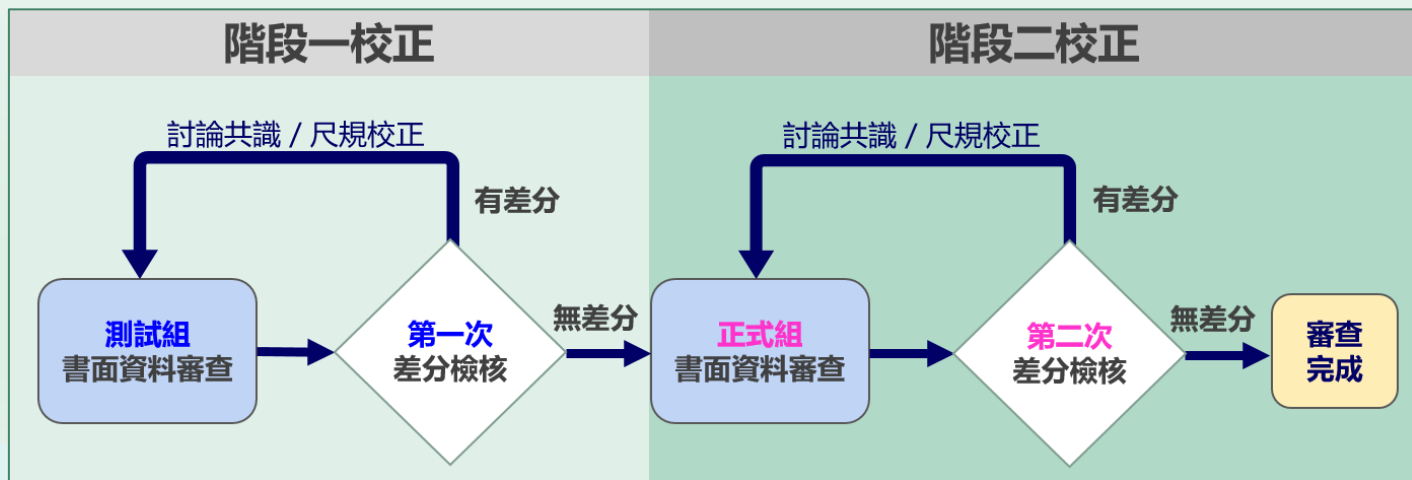 階段一校正
階段二校正
討論共識 / 尺規校正
有差分
測試組
書面資料審查
第一次
差分檢核
無差分
討論共識 / 尺規校正
有差分
正式組
書面資料審查
第二次
差分檢核
無差分
審查
完成